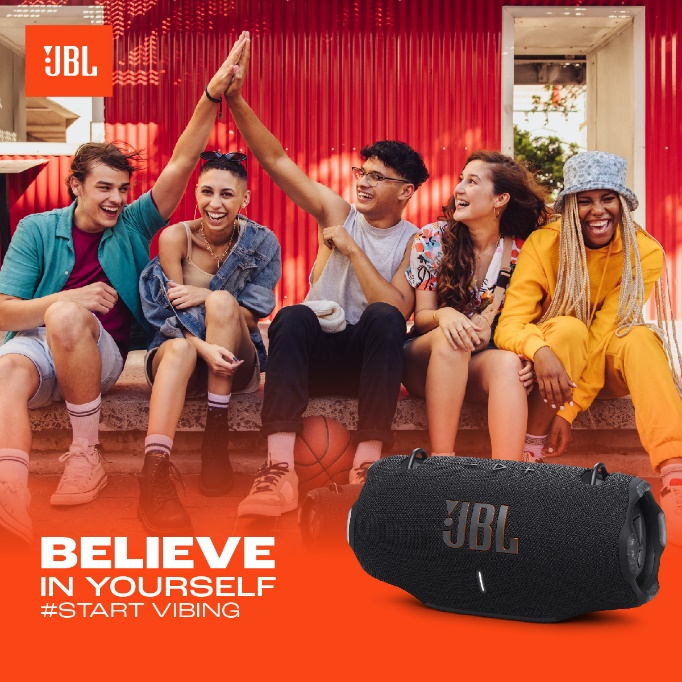 JBL
JBL
BELIEVE
IN YOURSELF
#START VIBING